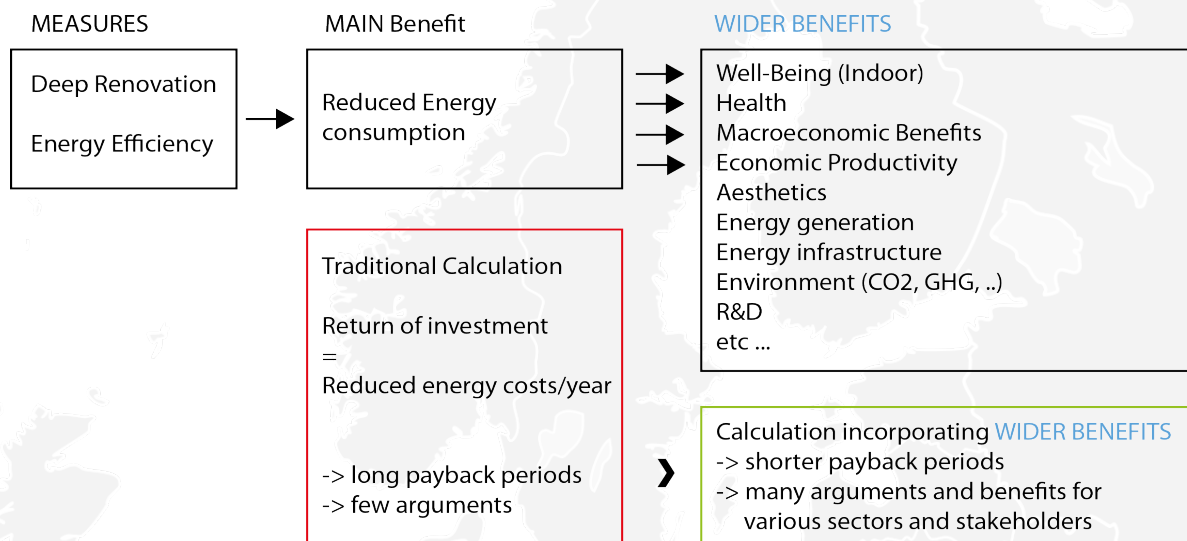 MEASURES
Deep Renovation
Energy Efficiency
MAIN Benefit
Reduced Energy
consumption
WIDER BENEFITS
Well-Being (Indoor)
Health
Macroeconomic Benefits
Economic Productivity
Aesthetics
Energy generation
Energy infrastructure
Environment (CO2, GHG, ..)
R&D
etc ...
Traditional Calculation
Return of investment
=
Reduced energy costs/year
-> long payback periods
-> few arguments
Calculation incorporating WIDER BENEFITS
-> shorter payback periods
-> many arguments and benefits for
various sectors and stakeholders